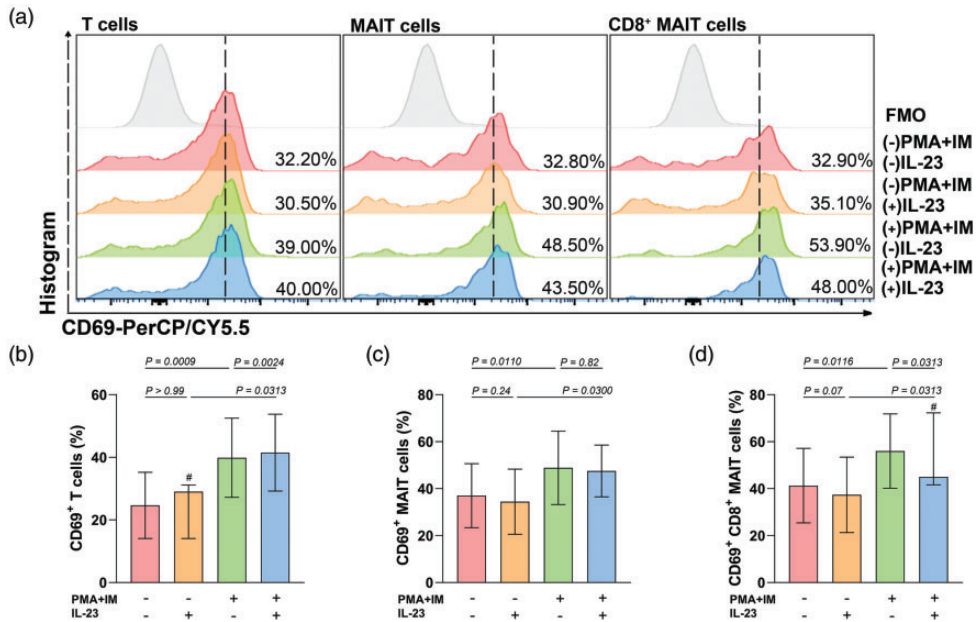 (a)
T cells
MAIT cells
CD8⁺ MAIT cells
FMO
32.20%
32.80%
32.90%
(-)PMA+IM
(-)IL-23
30.50%
30.90%
35.10%
(-)PMA+IM
(+)IL-23
39.00%
48.50%
53.90%
(+)PMA+IM
(-)IL-23
40.00%
43.50%
48.00%
(+)PMA+IM
(+)IL-23
Histogram
CD69-PerCP/CY5.5
(b)
P = 0.0009
P = 0.0024
P > 0.99
P = 0.0313
CD69⁺ T cells (%)
60
40
20
0
#
PMA+IM - - + +
IL-23 - + - +
(c)
P = 0.0110
P = 0.82
P = 0.24
P = 0.0300
CD69⁺ MAIT cells (%)
80
60
40
20
0
PMA+IM - - + +
IL-23 - + - +
(d)
P = 0.0116
P = 0.0313
P = 0.07
P = 0.0313
CD69⁺ CD8⁺ MAIT cells (%)
80
60
40
20
0
#
PMA+IM - - + +
IL-23 - + - +